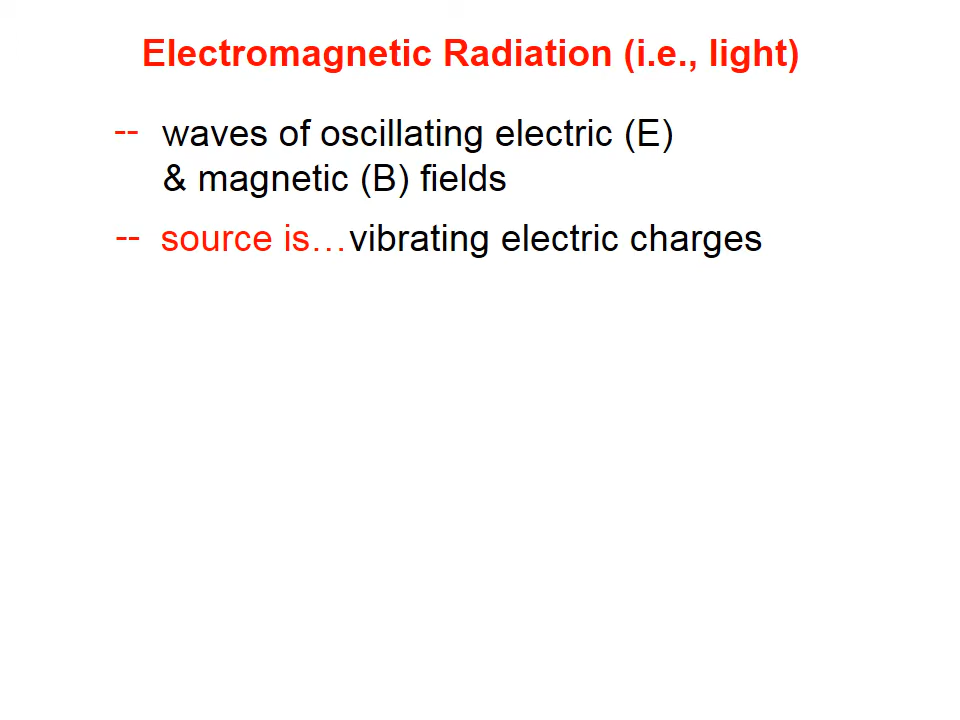 Electromagnetic Radiation (i.e., light)
-- waves of oscillating electric (E)
& magnetic (B) fields
-- source is…vibrating electric charges